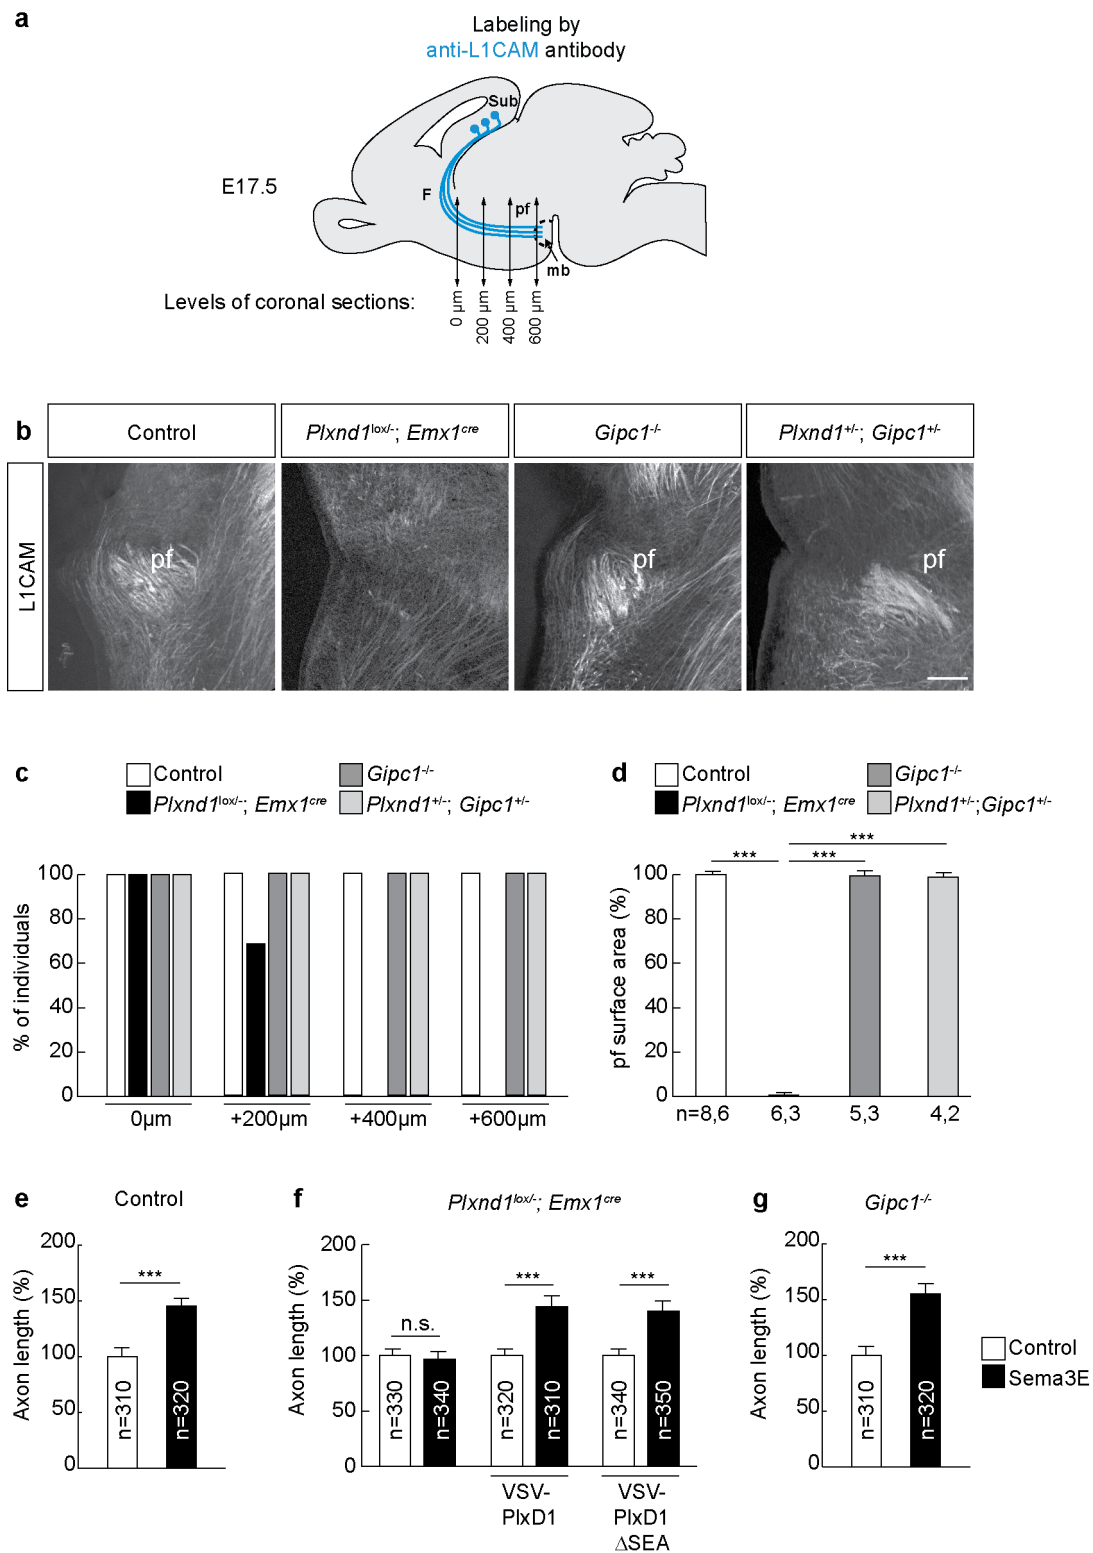 a
Labeling by
anti-L1CAM antibody
Sub
E17.5
F
pf
mb
Levels of coronal sections:
0 µm
200 µm
400 µm
600 µm
b
Control
Plxnd1lox/-; Emx1cre
Gipc1-/-
Plxnd1+/-; Gipc1+/-
L1CAM
pf
pf
pf
c
Control
Gipc1-/-
Plxnd1lox/-; Emx1cre
Plxnd1+/-; Gipc1+/-
% of individuals
100
80
60
40
20
0
0µm
+200µm
+400µm
+600µm
d
Control
Gipc1-/-
Plxnd1lox/-; Emx1cre
Plxnd1+/-;Gipc1+/-
pf surface area (%)
***
*** ***
100
80
60
40
20
0
n=8,6
6,3
5,3
4,2
e
Control
Axon length (%)
200
150
100
50
0
***
n=310
n=320
f
Plxnd1lox/-; Emx1cre
Axon length (%)
200
150
100
50
0
n.s.
***
***
n=330
n=340
n=320
n=310
n=340
n=350
VSV-
PlxD1
VSV-
PlxD1
ΔSEA
g
Gipc1-/-
Axon length (%)
200
150
100
50
0
***
n=310
n=320
Control
Sema3E